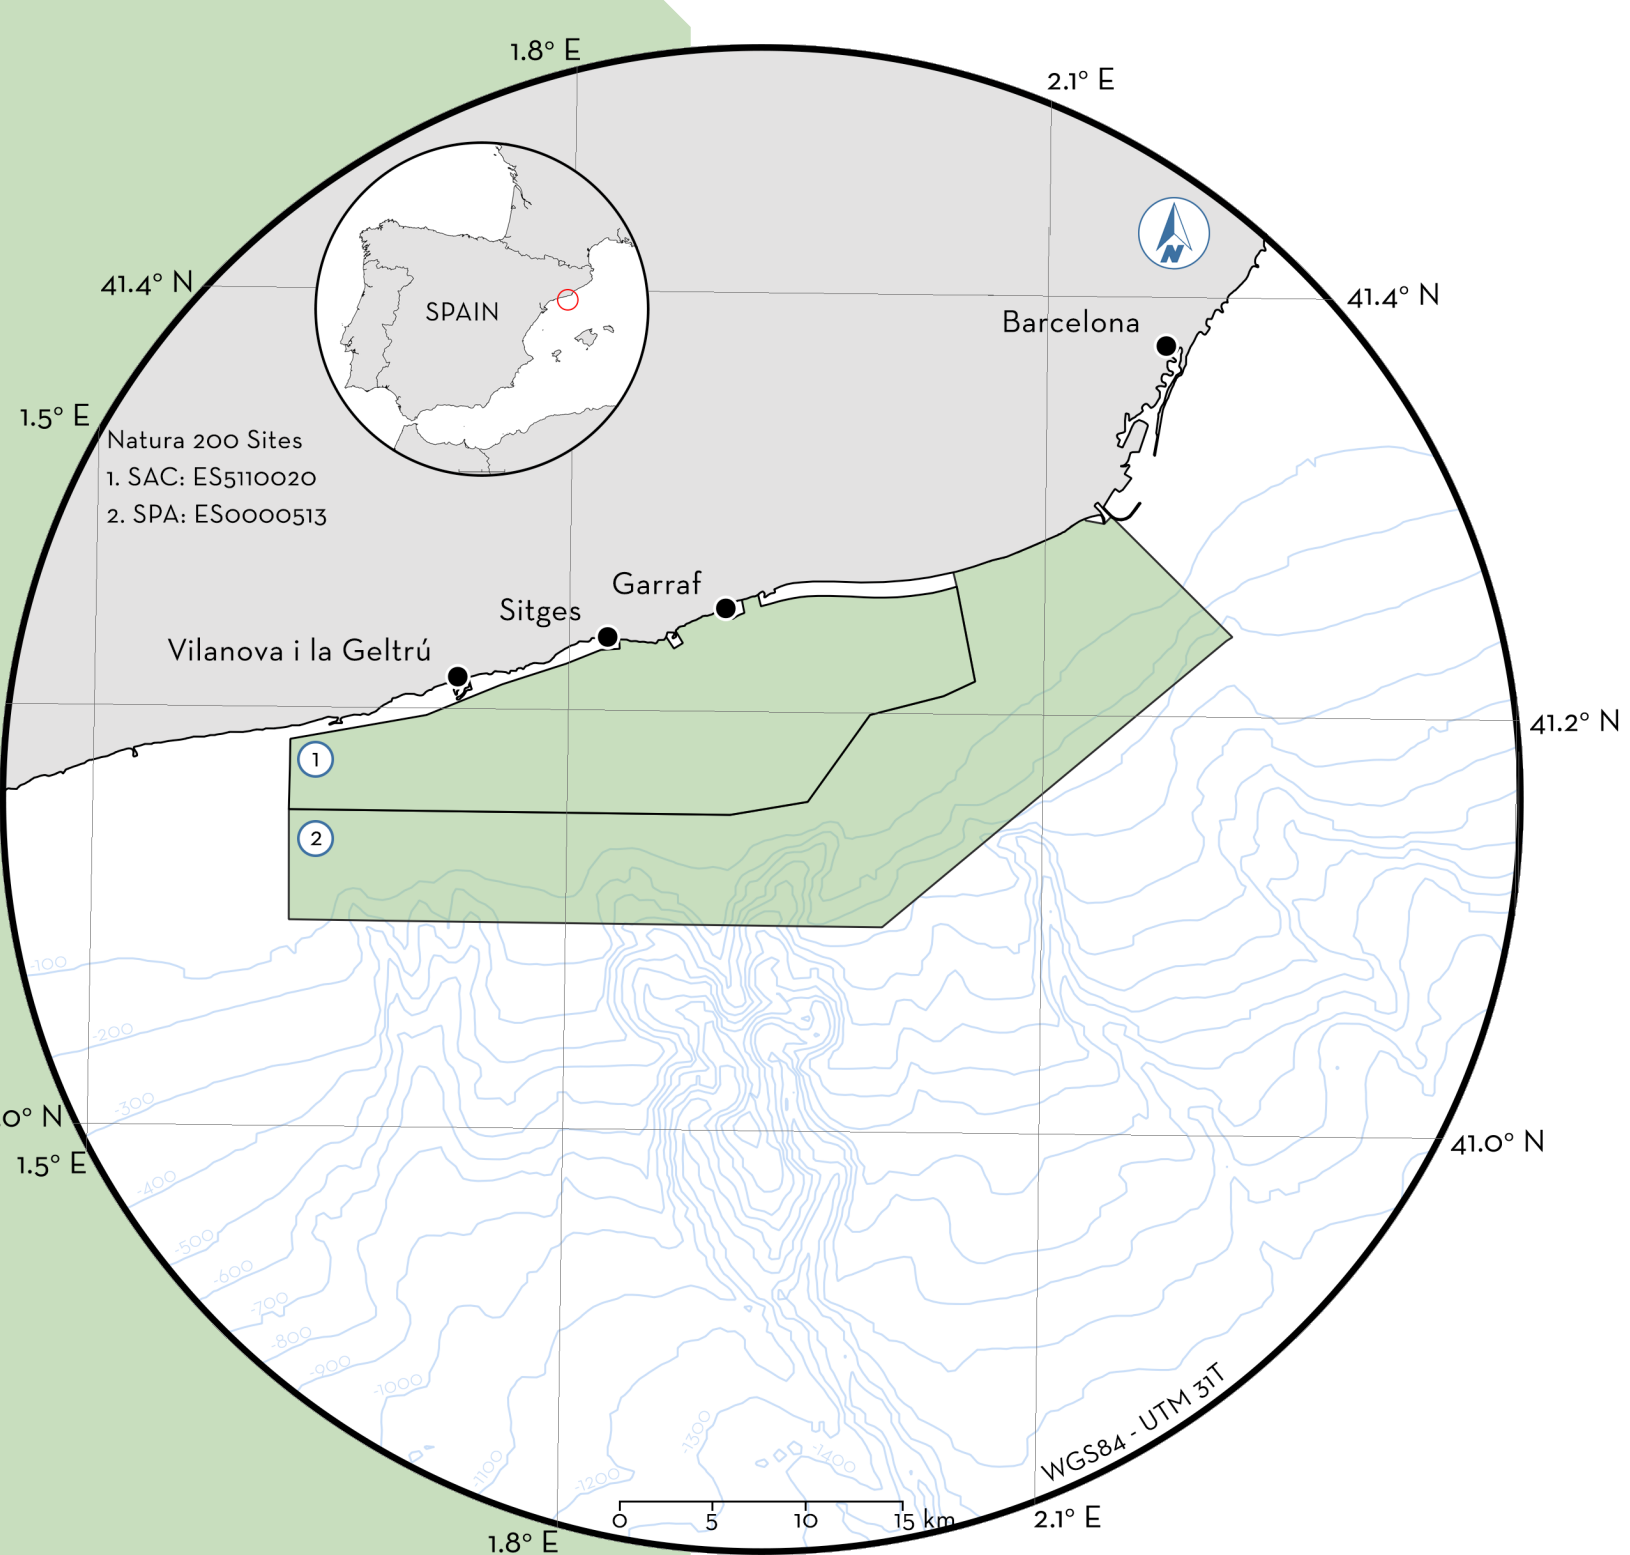 1.8° E
2.1° E
41.4° N
41.4° N
SPAIN
Barcelona
1.5° E
Natura 200 Sites
1. SAC: ES5110020
2. SPA: ES0000513
Garraf
Sitges
Vilanova i la Geltrú
41.2° N
1
2
-100
-200
-300
.0° N
41.0° N
1.5° E
-400
-500
-600
-700
-800
-900
-1000
-1100
-1200
-1300
-1400
WGS84 - UTM 31T
0 5 10 15 km
2.1° E
1.8° E
N